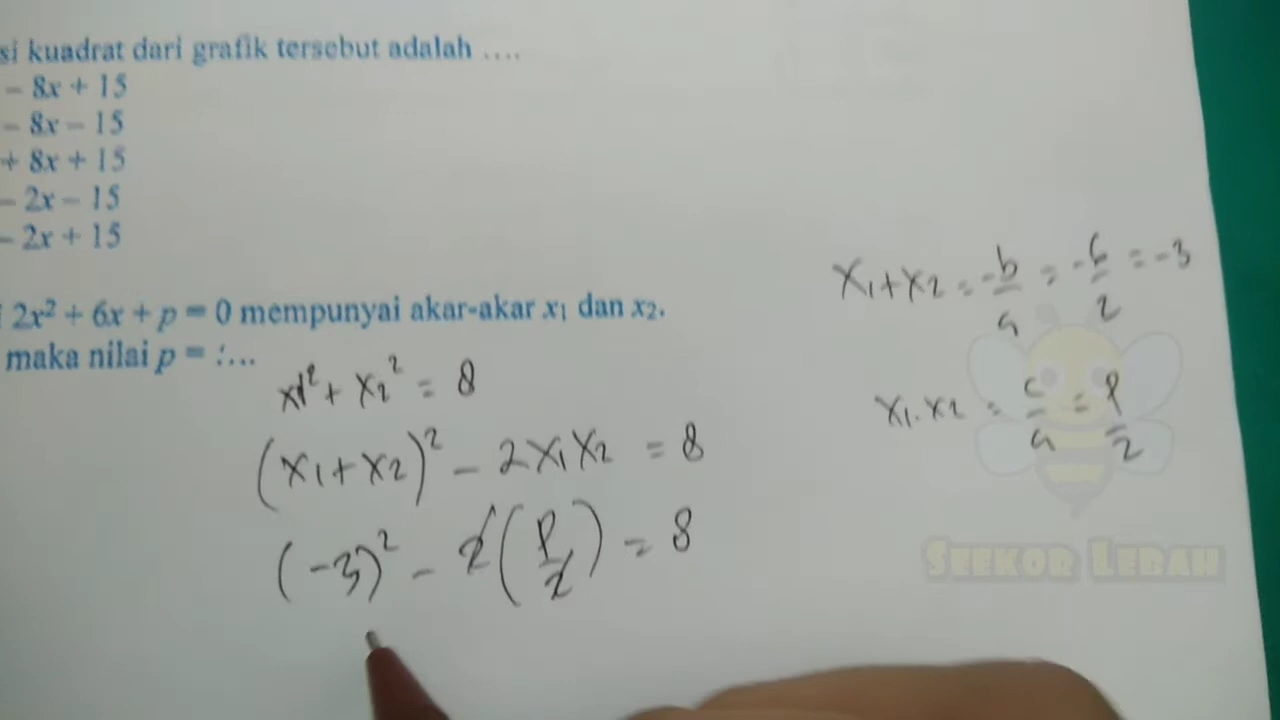 si kuadrat dari grafik tersebut adalah ....
- 8x + 15
- 8x - 15
+ 8x + 15
- 2x - 15
- 2x + 15
2x² + 6x + p = 0 mempunyai akar-akar x₁ dan x₂.
maka nilai p = ....
x₁² + x₂² = 8
(x₁ + x₂)² - 2x₁x₂ = 8
(-3)² - 2(p/2) = 8
x₁ + x₂ = -b/a = -6/2 = -3
x₁ . x₂ = c/a = p/2
SEEKOR LEBAH